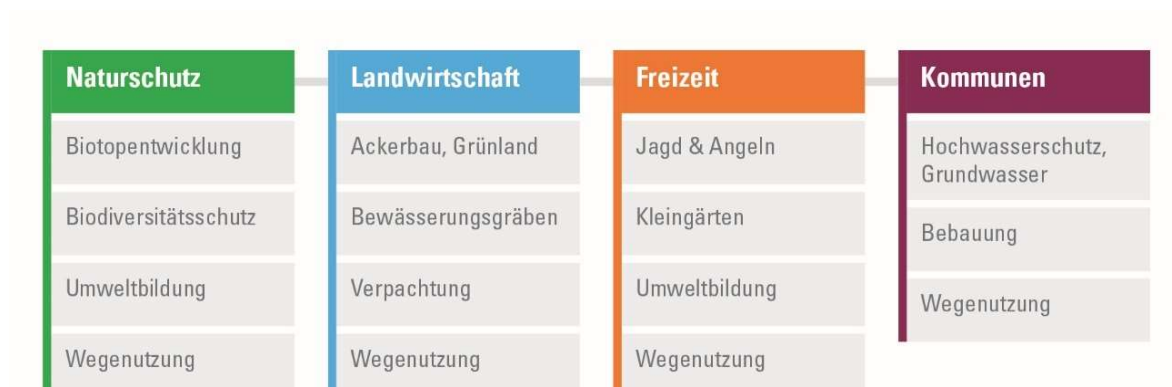 Naturschutz
Biotopentwicklung
Biodiversitätsschutz
Umweltbildung
Wegenutzung
Landwirtschaft
Ackerbau, Grünland
Bewässerungsgräben
Verpachtung
Wegenutzung
Freizeit
Jagd & Angeln
Kleingärten
Umweltbildung
Wegenutzung
Kommunen
Hochwasserschutz,
Grundwasser
Bebauung
Wegenutzung